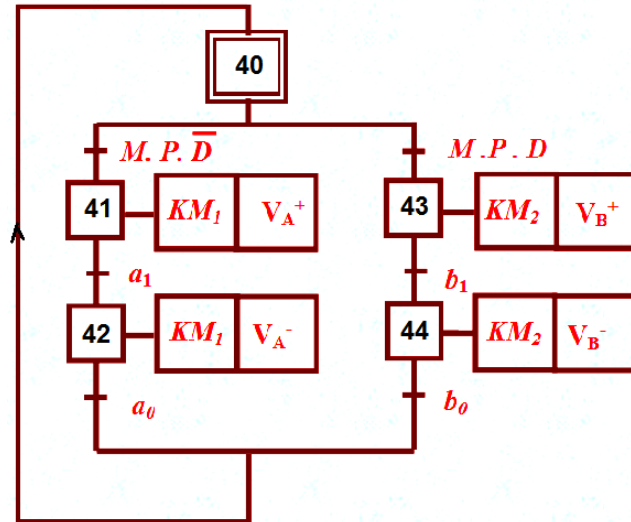 40
M. P. D̅
M .P . D
41 KM₁ V_A⁺
43 KM₂ V_B⁺
a₁
b₁
42 KM₁ V_A⁻
44 KM₂ V_B⁻
a₀
b₀